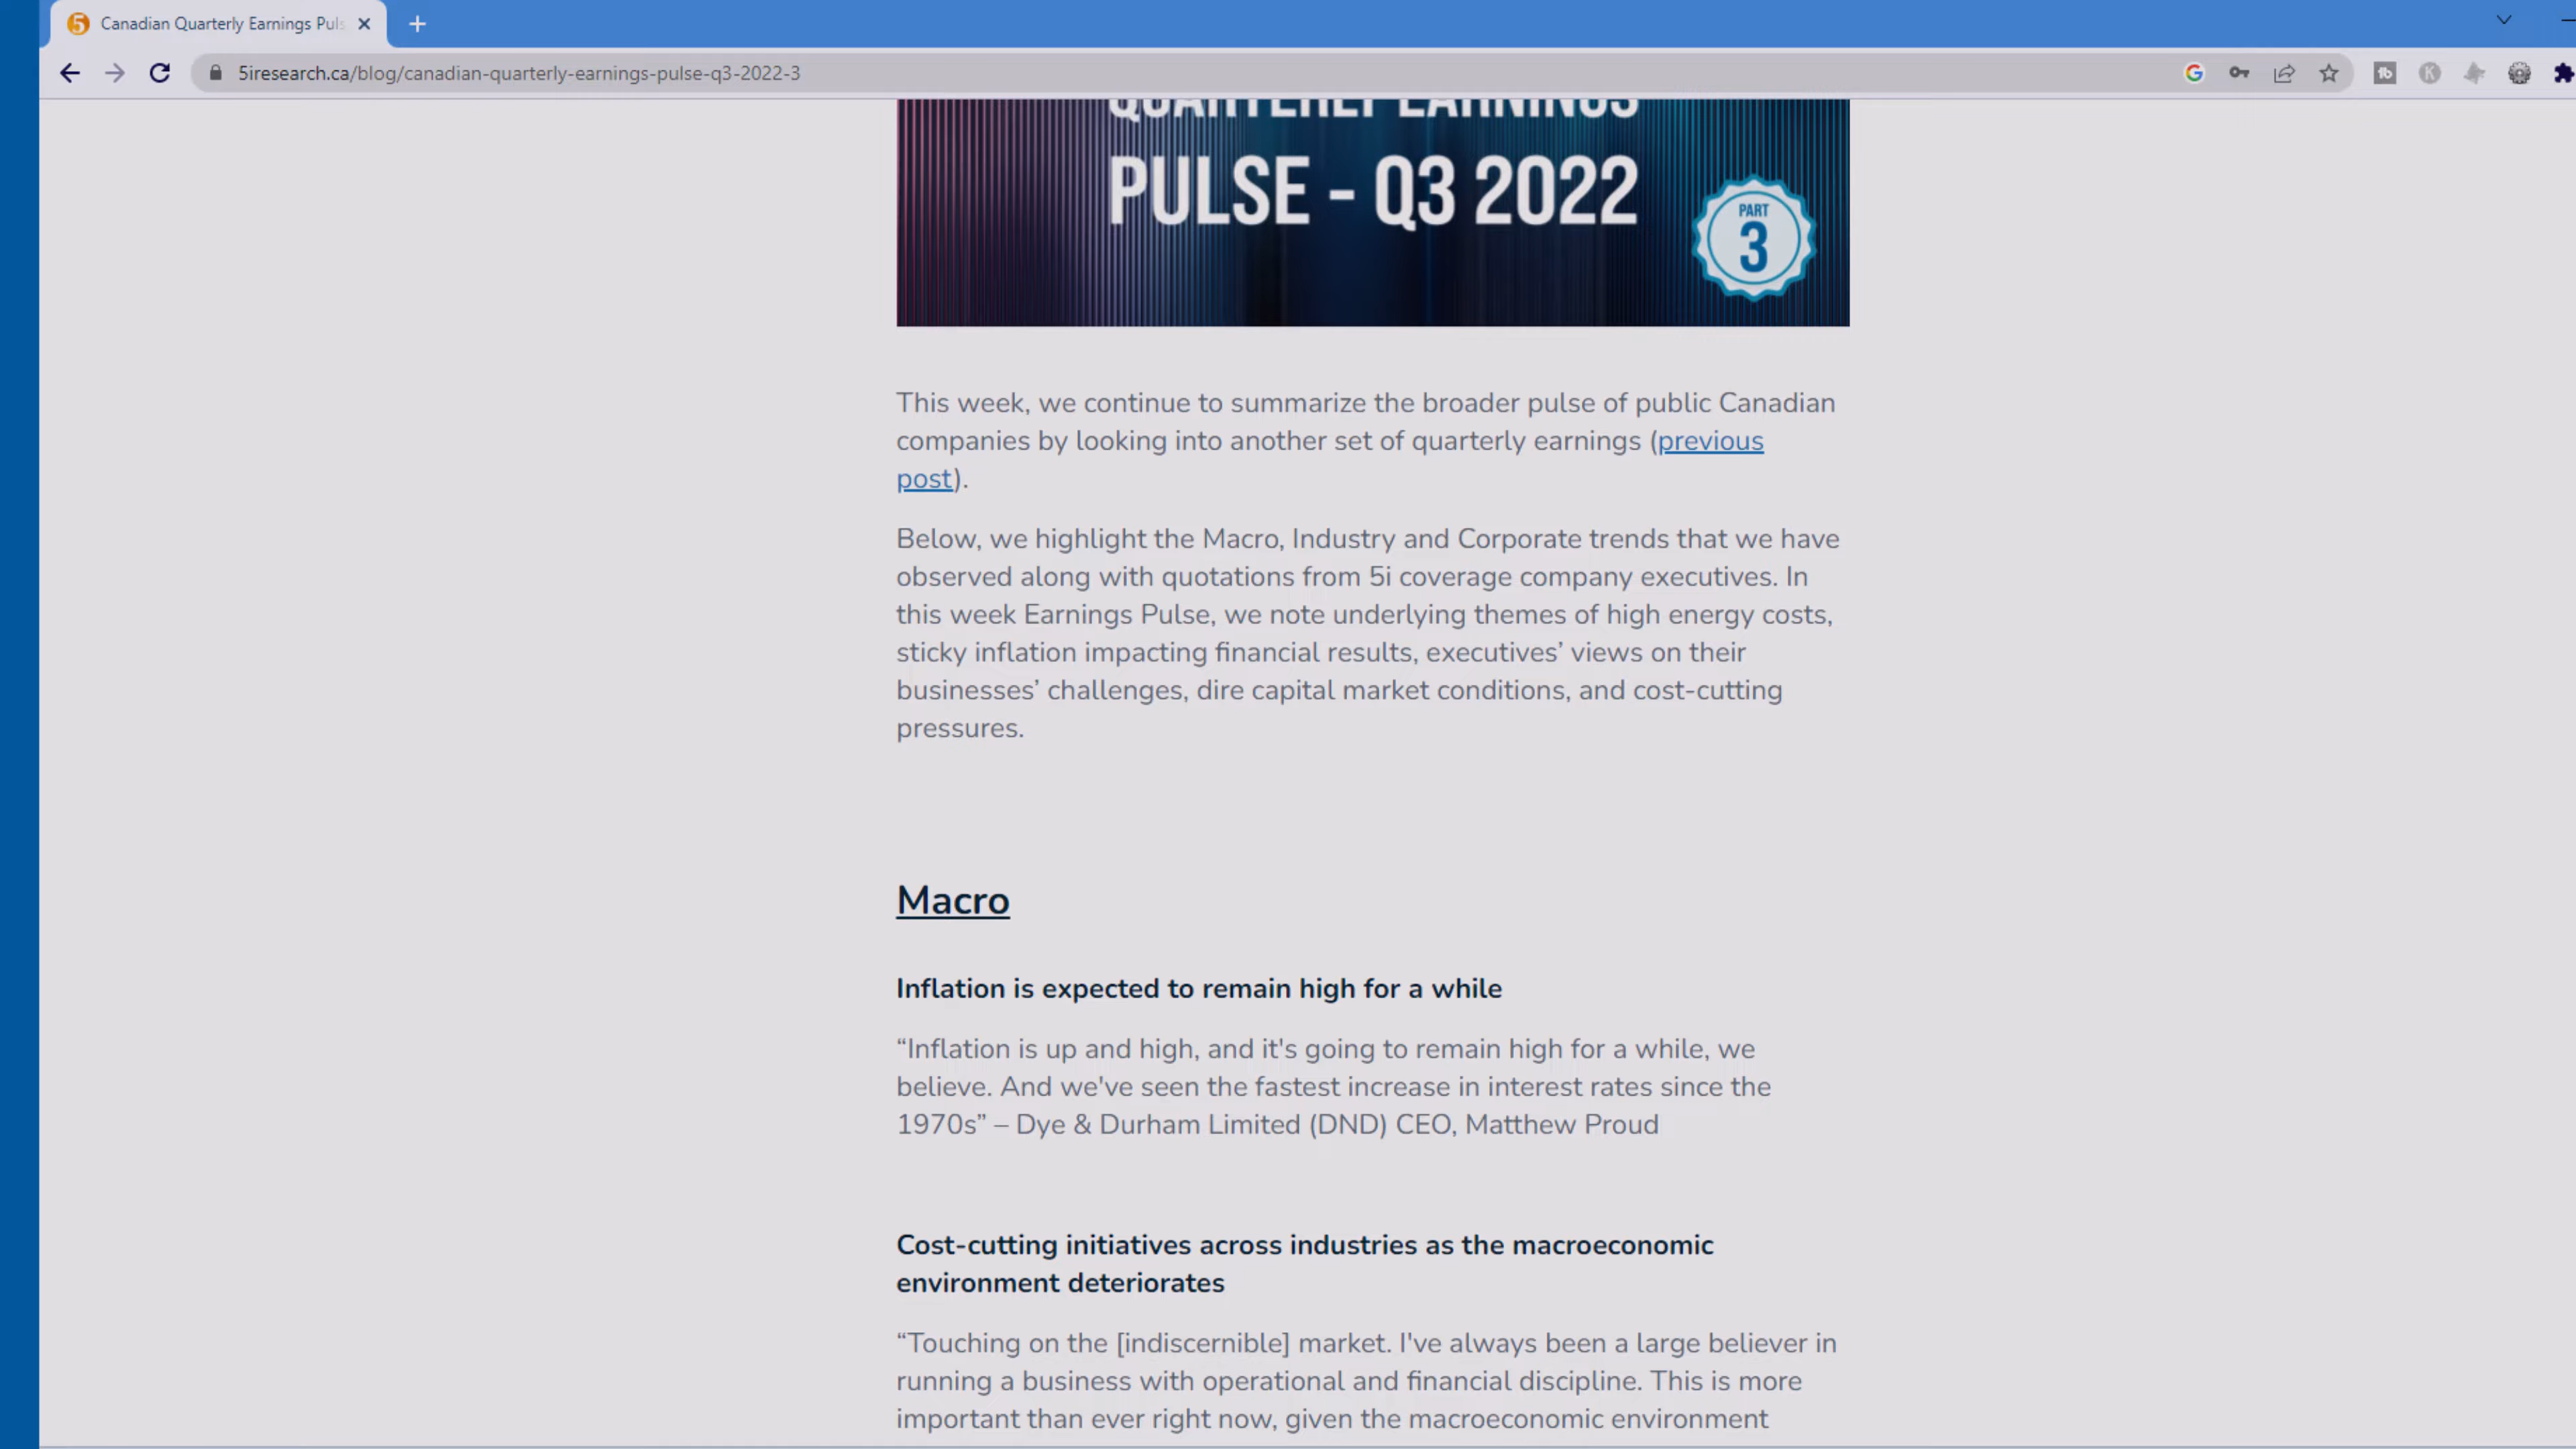 Canadian Quarterly Earnings Puls
5iresearch.ca/blog/canadian-quarterly-earnings-pulse-q3-2022-3
QUARTERLY EARNINGS
PULSE - Q3 2022
PART
3
This week, we continue to summarize the broader pulse of public Canadian
companies by looking into another set of quarterly earnings (previous
post).
Below, we highlight the Macro, Industry and Corporate trends that we have
observed along with quotations from 5i coverage company executives. In
this week Earnings Pulse, we note underlying themes of high energy costs,
sticky inflation impacting financial results, executives’ views on their
businesses’ challenges, dire capital market conditions, and cost-cutting
pressures.
Macro
Inflation is expected to remain high for a while
“Inflation is up and high, and it's going to remain high for a while, we
believe. And we've seen the fastest increase in interest rates since the
1970s” – Dye & Durham Limited (DND) CEO, Matthew Proud
Cost-cutting initiatives across industries as the macroeconomic
environment deteriorates
“Touching on the [indiscernible] market. I've always been a large believer in
running a business with operational and financial discipline. This is more
important than ever right now, given the macroeconomic environment